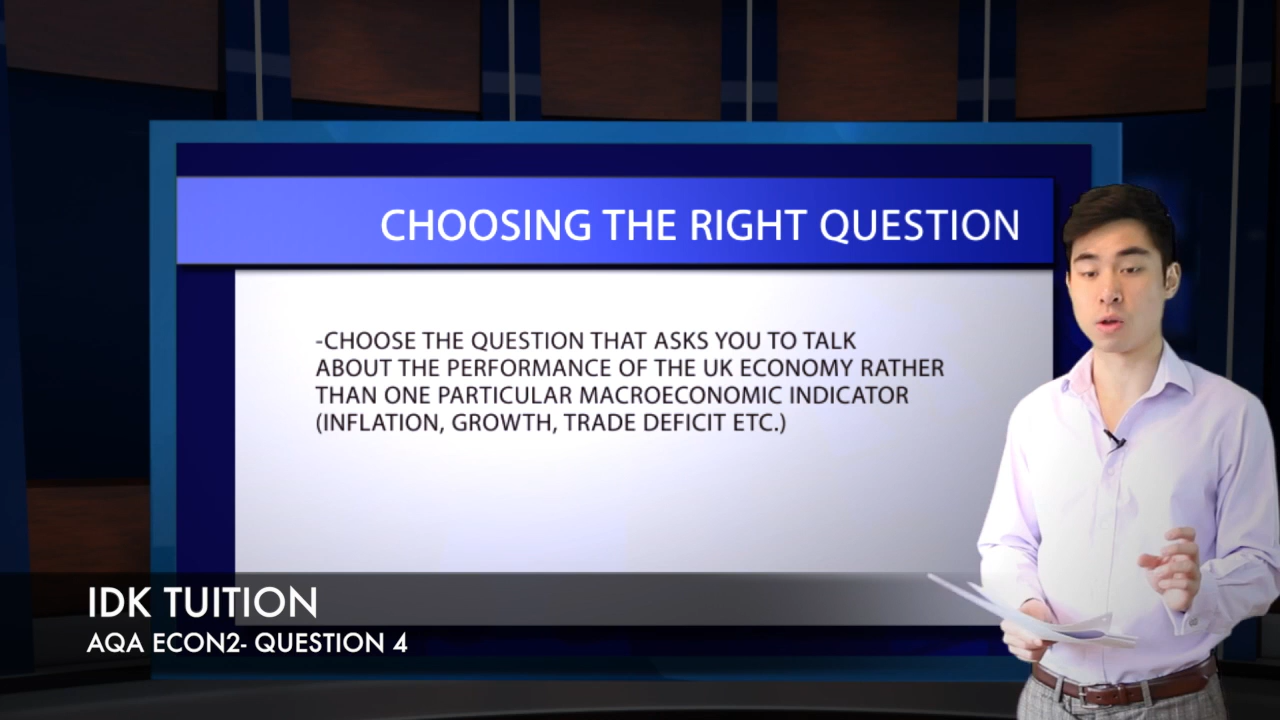 CHOOSING THE RIGHT QUESTION
-CHOOSE THE QUESTION THAT ASKS YOU TO TALK
ABOUT THE PERFORMANCE OF THE UK ECONOMY RATHER
THAN ONE PARTICULAR MACROECONOMIC INDICATOR
(INFLATION, GROWTH, TRADE DEFICIT ETC.)
IDK TUITION
AQA ECON2- QUESTION 4